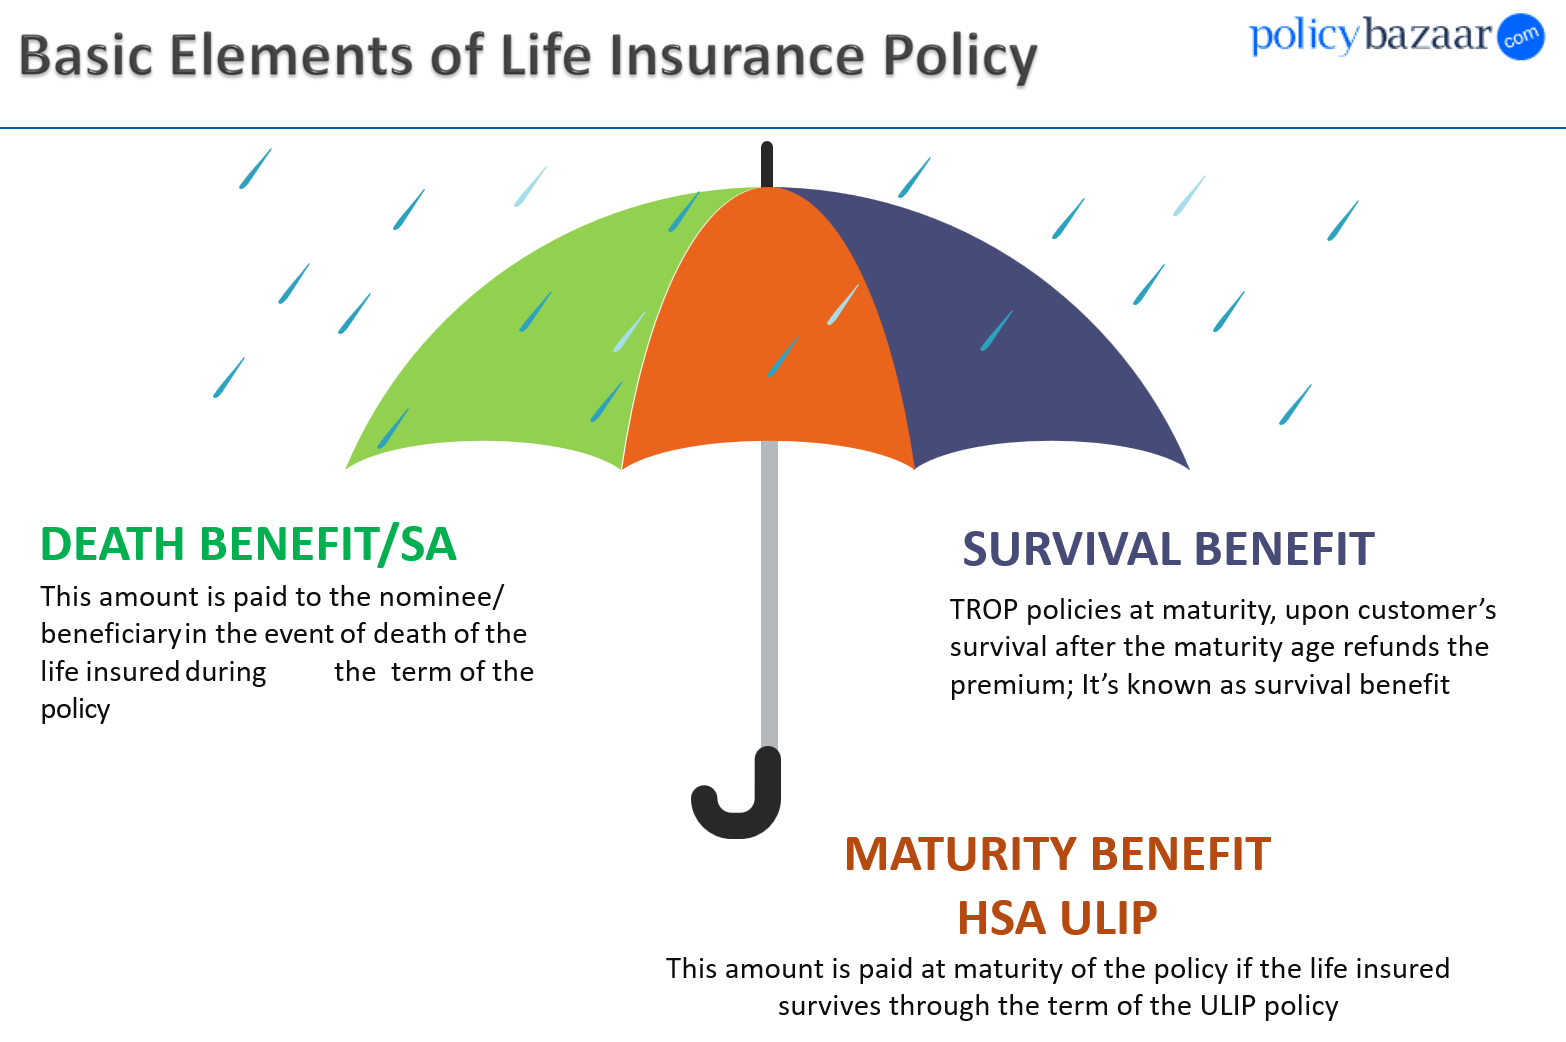 Basic Elements of Life Insurance Policy
policybazaar com
DEATH BENEFIT/SA
This amount is paid to the nominee/
beneficiary in the event of death of the
life insured during the term of the
policy
SURVIVAL BENEFIT
TROP policies at maturity, upon customer’s
survival after the maturity age refunds the
premium; It’s known as survival benefit
MATURITY BENEFIT
HSA ULIP
This amount is paid at maturity of the policy if the life insured
survives through the term of the ULIP policy